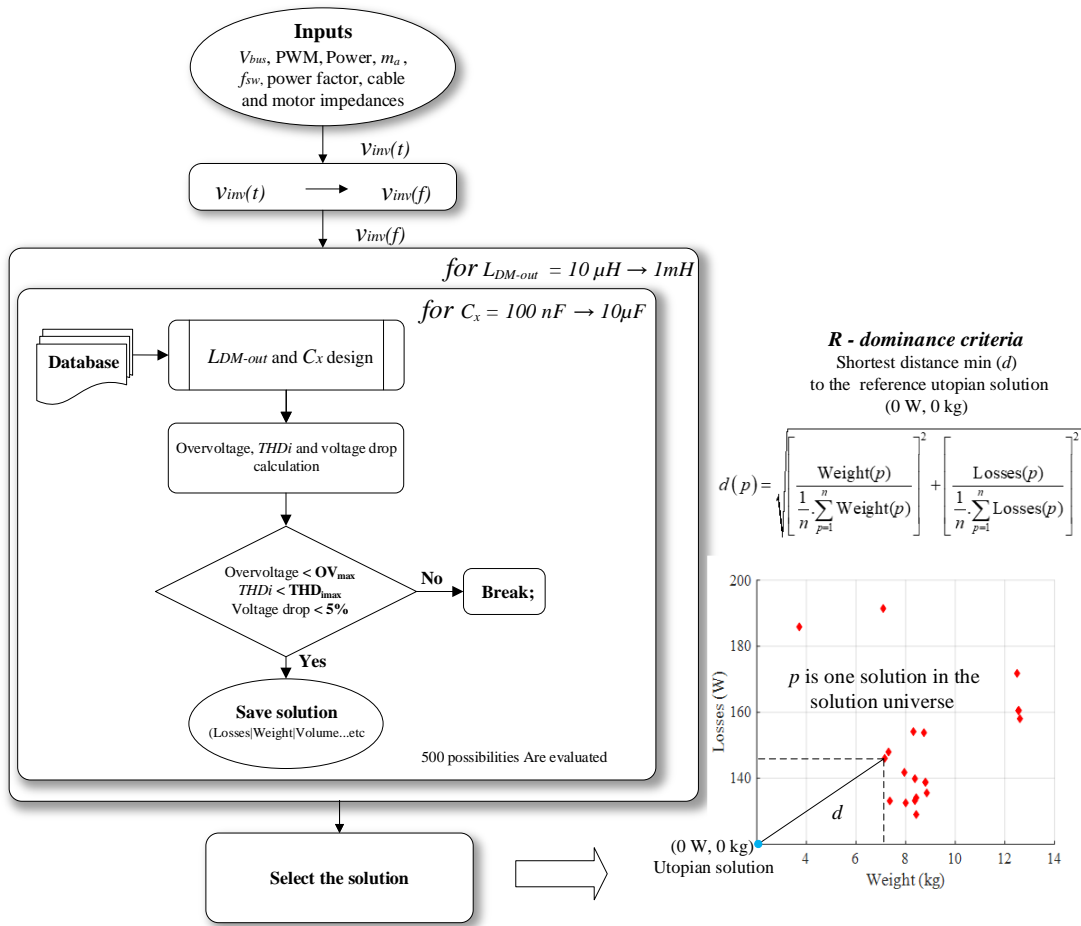 Inputs
Vbus, PWM, Power, ma ,
fsw, power factor, cable
and motor impedances
vinv(t)
vinv(t) → vinv(f)
vinv(f)
for LDM-out = 10 µH → 1mH
for Cx = 100 nF → 10µF
Database
LDM-out and Cx design
Overvoltage, THDi and voltage drop
calculation
Overvoltage < OVmax
THDi < THDimax
Voltage drop < 5%
No
Break;
Yes
Save solution
(Losses|Weight|Volume...etc
500 possibilities Are evaluated
Select the solution
R - dominance criteria
Shortest distance min (d)
to the reference utopian solution
(0 W, 0 kg)
d(p) = √[Weight(p) / (1/n . ∑p=1n Weight(p))]2 + [Losses(p) / (1/n . ∑p=1n Losses(p))]2
200
180
160
140
Losses (W)
p is one solution in the
solution universe
d
(0 W, 0 kg)
Utopian solution
4 6 8 10 12 14
Weight (kg)